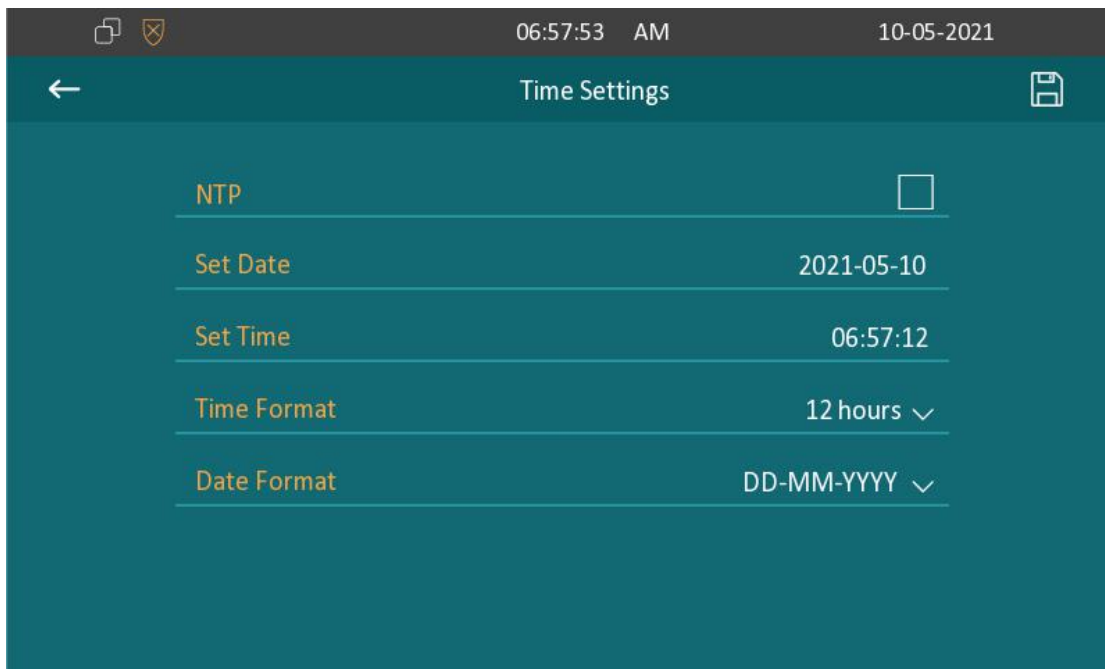 06:57:53 AM 10-05-2021
Time Settings
NTP
Set Date 2021-05-10
Set Time 06:57:12
Time Format 12 hours
Date Format DD-MM-YYYY